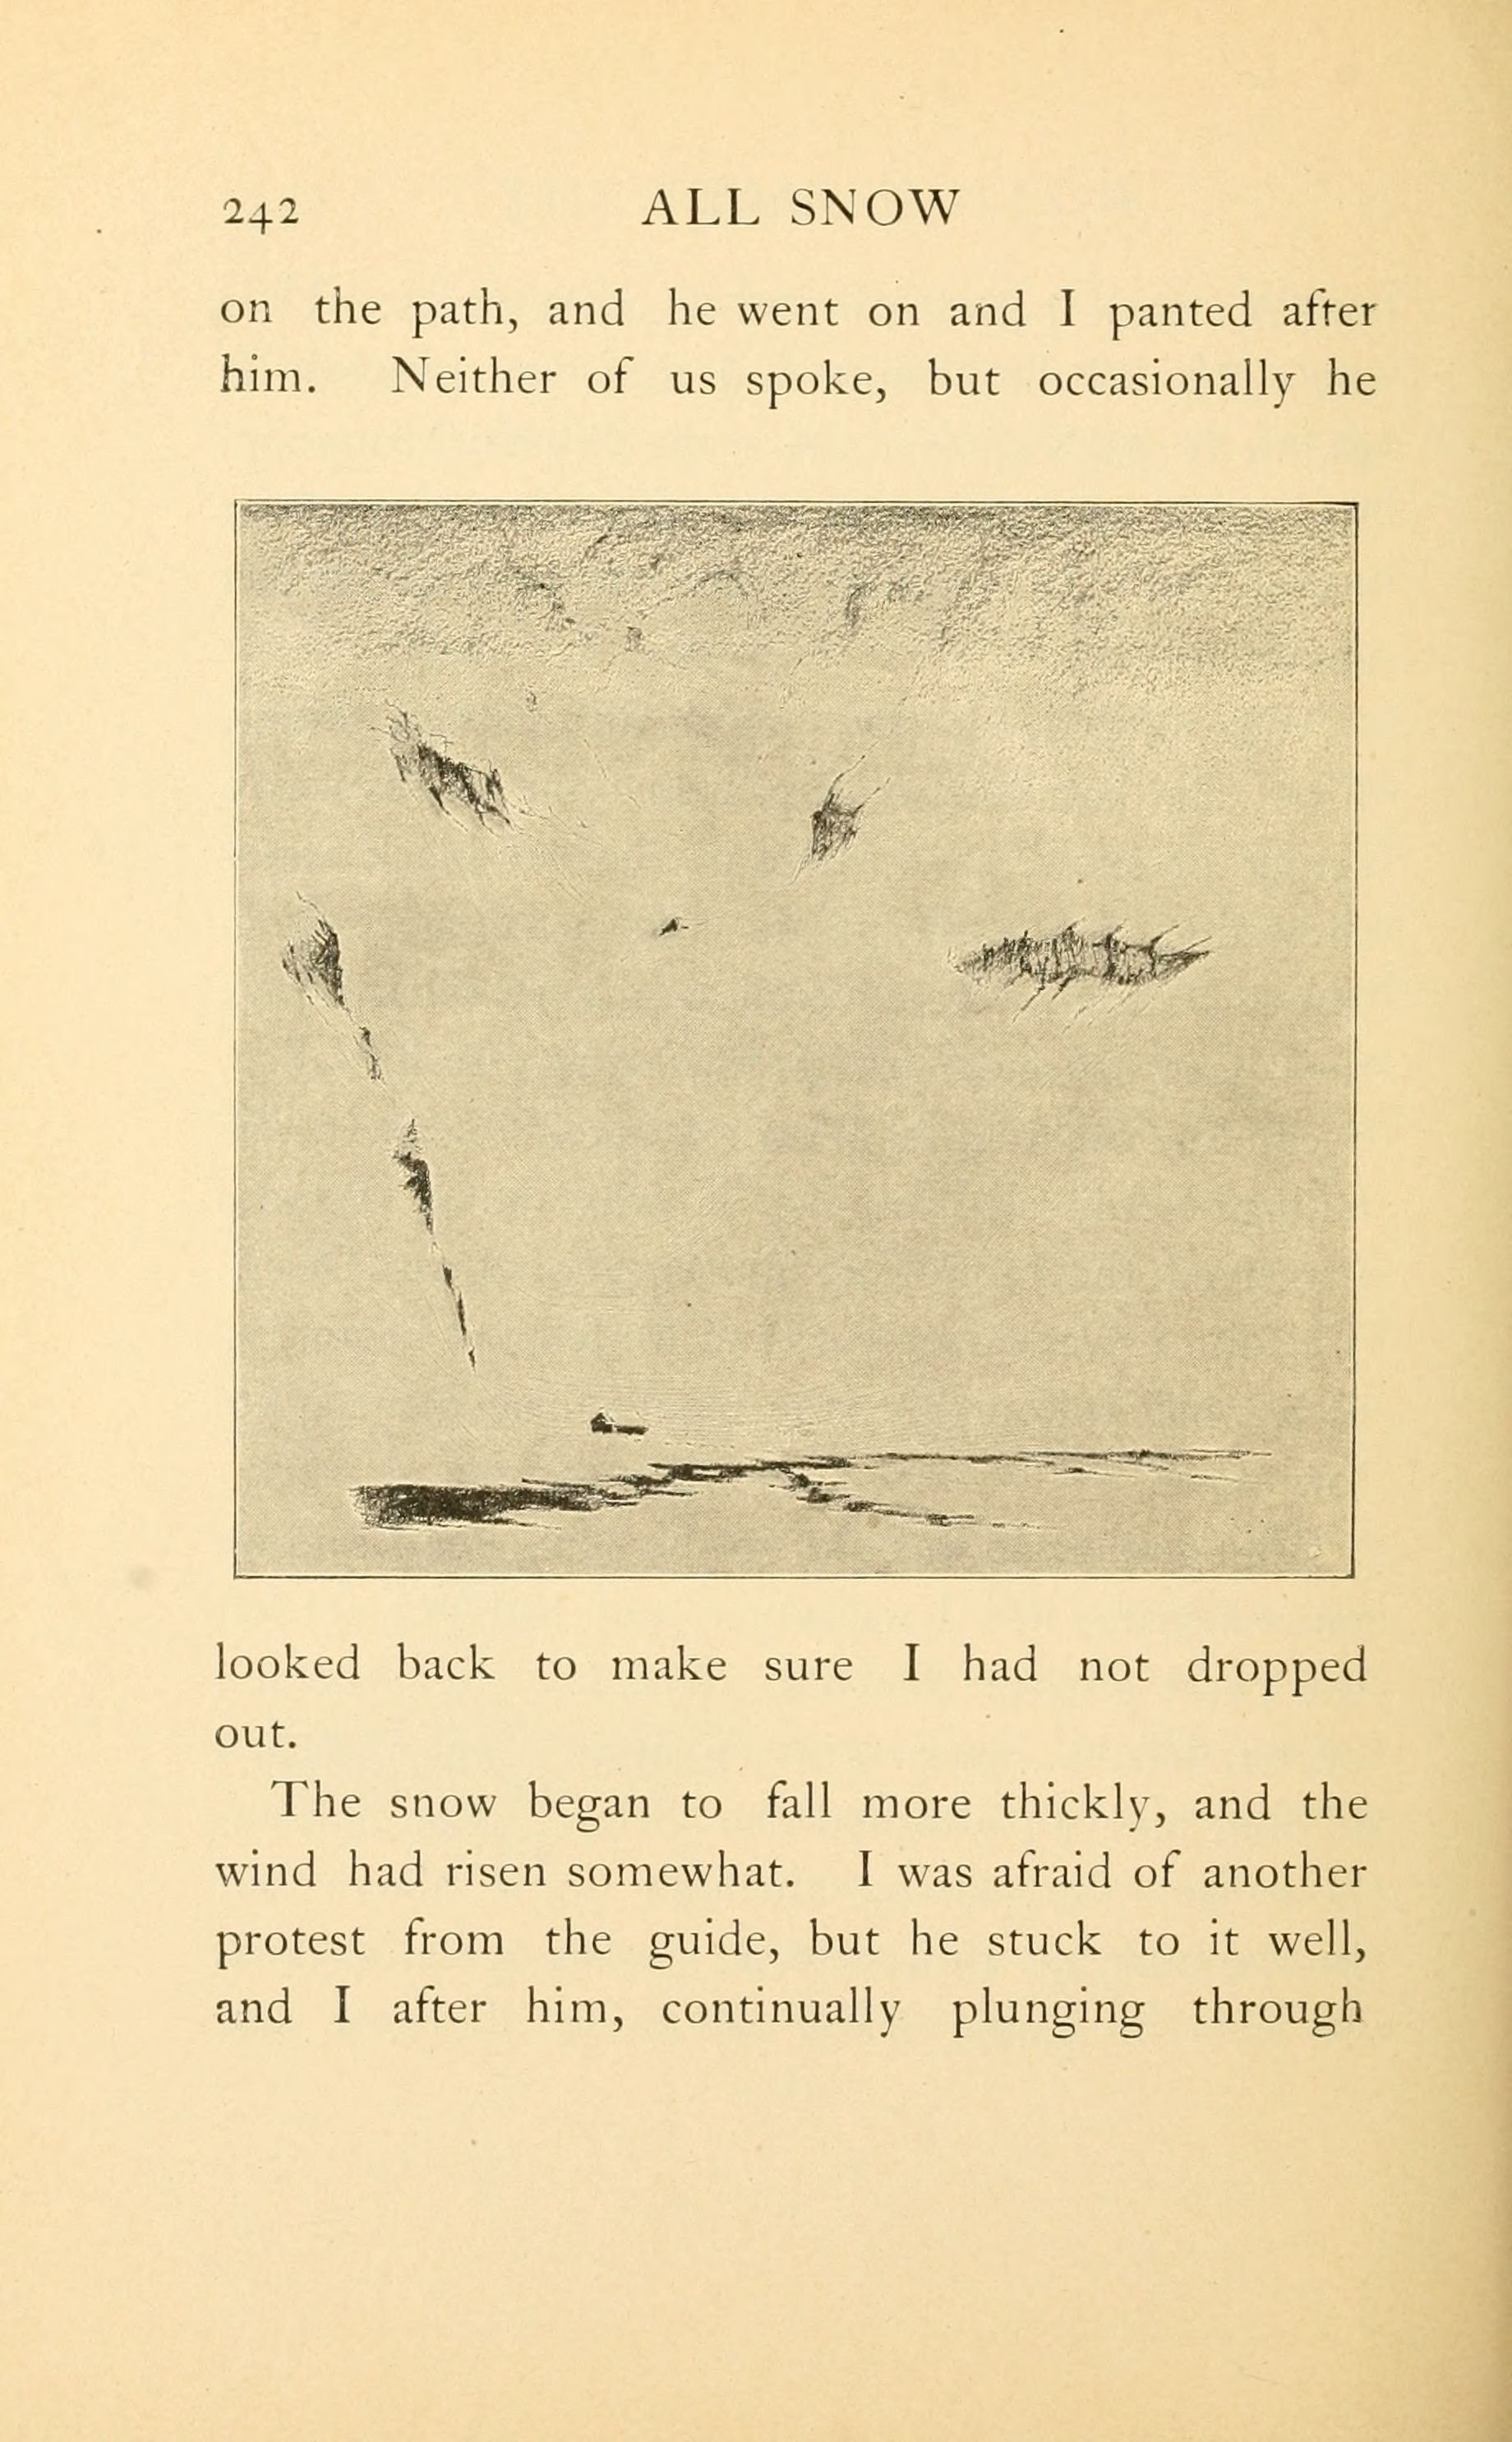 242 ALL SNOW
on the path, and he went on and I panted after
him. Neither of us spoke, but occasionally he
looked back to make sure I had not dropped
out.
The snow began to fall more thickly, and the
wind had risen somewhat. I was afraid of another
protest from the guide, but he stuck to it well,
and I after him, continually plunging through